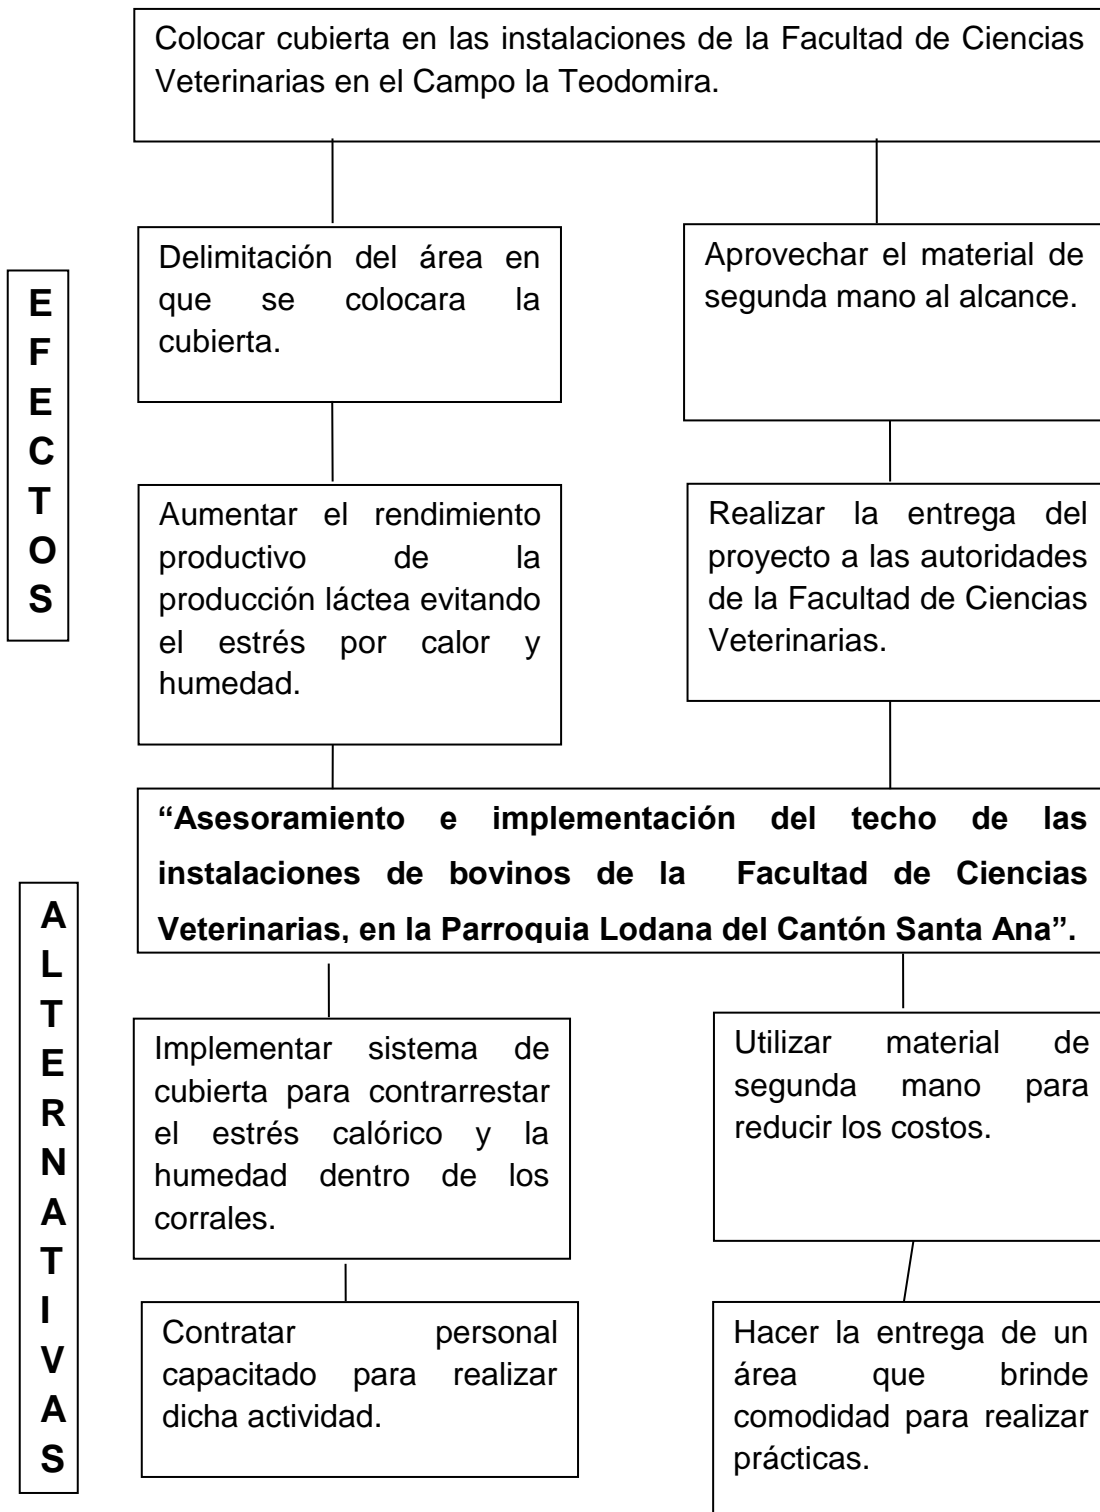 Colocar cubierta en las instalaciones de la Facultad de Ciencias
Veterinarias en el Campo la Teodomira.
E
F
E
C
T
O
S
Delimitación del área en
que se colocara la
cubierta.
Aprovechar el material de
segunda mano al alcance.
Aumentar el rendimiento
productivo de la
producción láctea evitando
el estrés por calor y
humedad.
Realizar la entrega del
proyecto a las autoridades
de la Facultad de Ciencias
Veterinarias.
“Asesoramiento e implementación del techo de las
instalaciones de bovinos de la Facultad de Ciencias
Veterinarias, en la Parroquia Lodana del Cantón Santa Ana”.
A
L
T
E
R
N
A
T
I
V
A
S
Implementar sistema de
cubierta para contrarrestar
el estrés calórico y la
humedad dentro de los
corrales.
Utilizar material de
segunda mano para
reducir los costos.
Contratar personal
capacitado para realizar
dicha actividad.
Hacer la entrega de un
área que brinde
comodidad para realizar
prácticas.